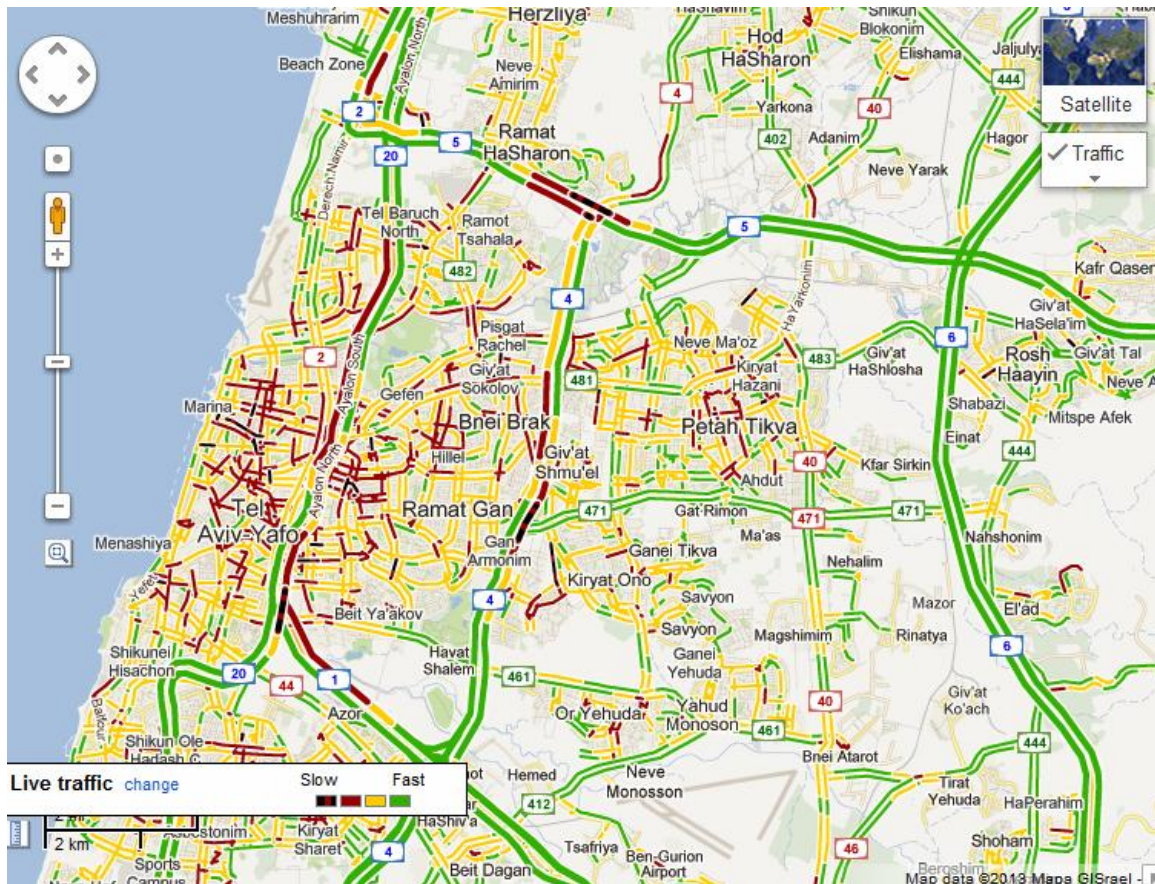 Meshuhrarim
Herzliya
HaShavim
Shikun
Blokonim
Hod
HaSharon
Elishama
Jaljulya
444
Beach Zone
Ayalon North
Neve
Amirim
4
Yarkona
40
Satellite
2
20
5
Ramat
HaSharon
402
Adanim
Hagor
Traffic
Derech Namir
Neve Yarak
Tel Baruch
North
Ramot
Tsahala
482
5
Kafr Qasem
4
HaYarkonim
Giv'at
HaSela'im
2
Ayalon South
Pisgat
Rachel
Neve Ma'oz
483
Giv'at
HaShlosha
6
Rosh
Haayin
Giv'at Tal
Giv'at
Sokolov
481
Kiryat
Hazani
Neve A
Marina
Gefen
Bnei Brak
Petah Tikva
Shabazi
Mitspe Afek
Einat
Ayalon North
Hillel
Giv'at
Shmu'el
40
Kfar Sirkin
444
Ahdut
Tel
Aviv-Yafo
Ramat Gan
471
Gat Rimon
471
471
Menashiya
Ma'as
Nahshonim
Gan
Armonim
Ganei Tikva
Nehalim
Yefet
Kiryat Ono
4
Beit Ya'akov
Savyon
Mazor
El'ad
Savyon
Magshimim
Rinatya
Shikunei
Hisachon
Havat
Shalem
Ganei
Yehuda
6
20
44
1
461
40
Giv'at
Ko'ach
Balfour
Azor
Or Yehuda
Yahud
Monoson
461
Shikun Ole
Hadash C
Bnei Atarot
444
Live traffic change
Slow Fast
Hemed
Neve
Monosson
412
Tirat
Yehuda
HaPerahim
HaShiv'a
2 km
Kiryat
Sharet
4
Tsafriya
46
Shoham
Sports
Campus
Beit Dagan
Ben-Gurion
Airport
Map data ©2013 Mapa GISrael -